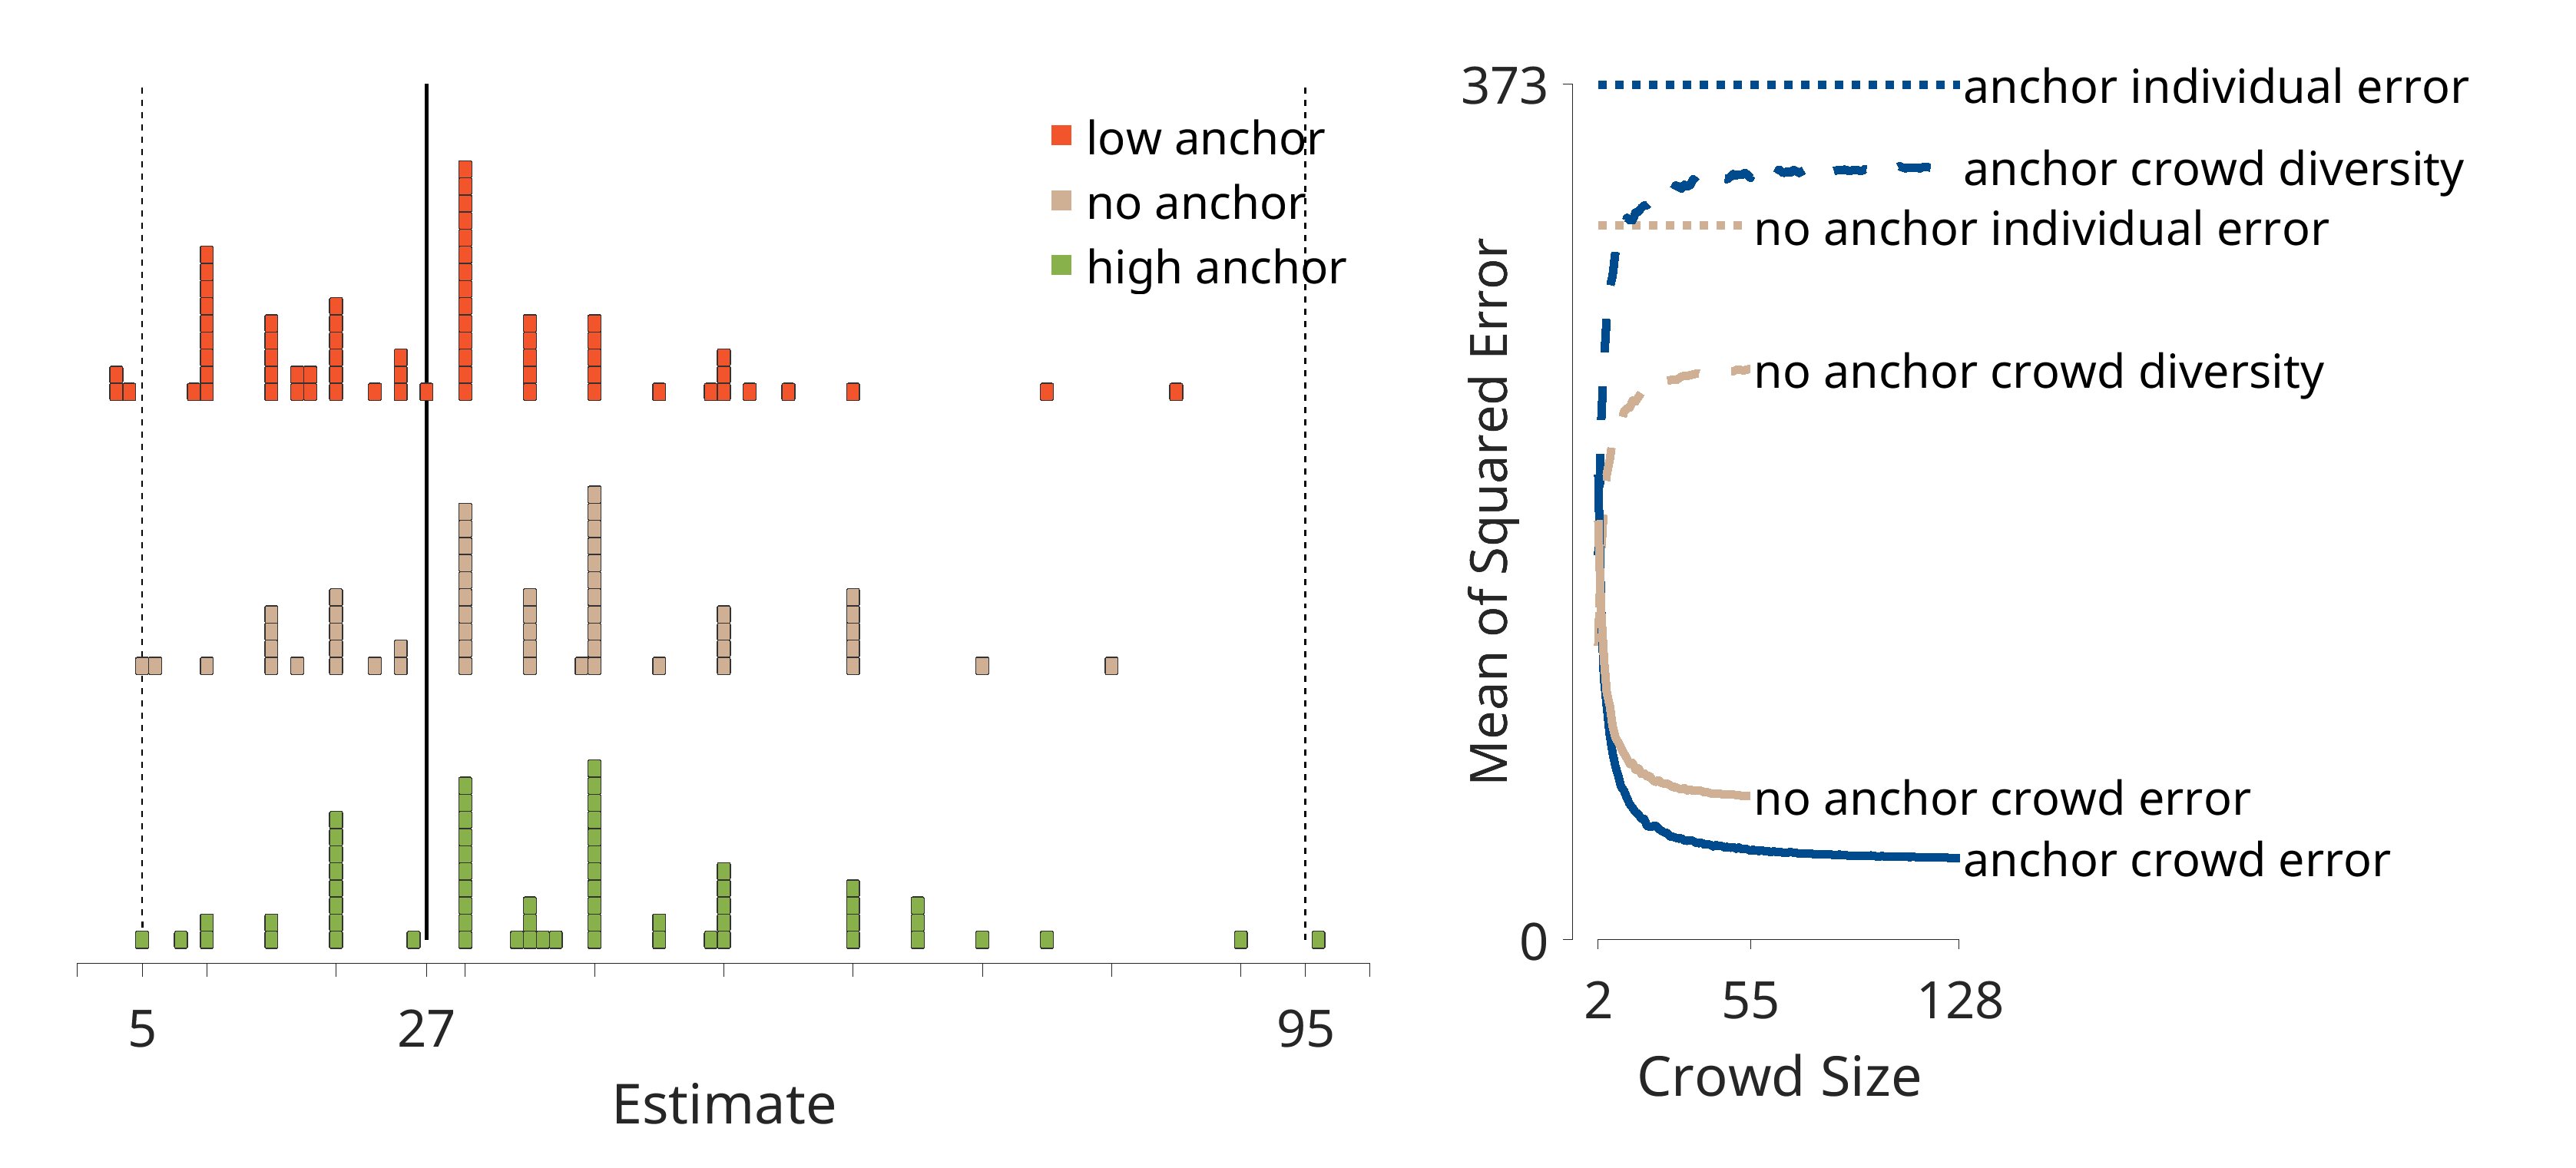 low anchor
no anchor
high anchor
5
27
95
Estimate
373
0
Mean of Squared Error
anchor individual error
anchor crowd diversity
no anchor individual error
no anchor crowd diversity
no anchor crowd error
anchor crowd error
2
55
128
Crowd Size